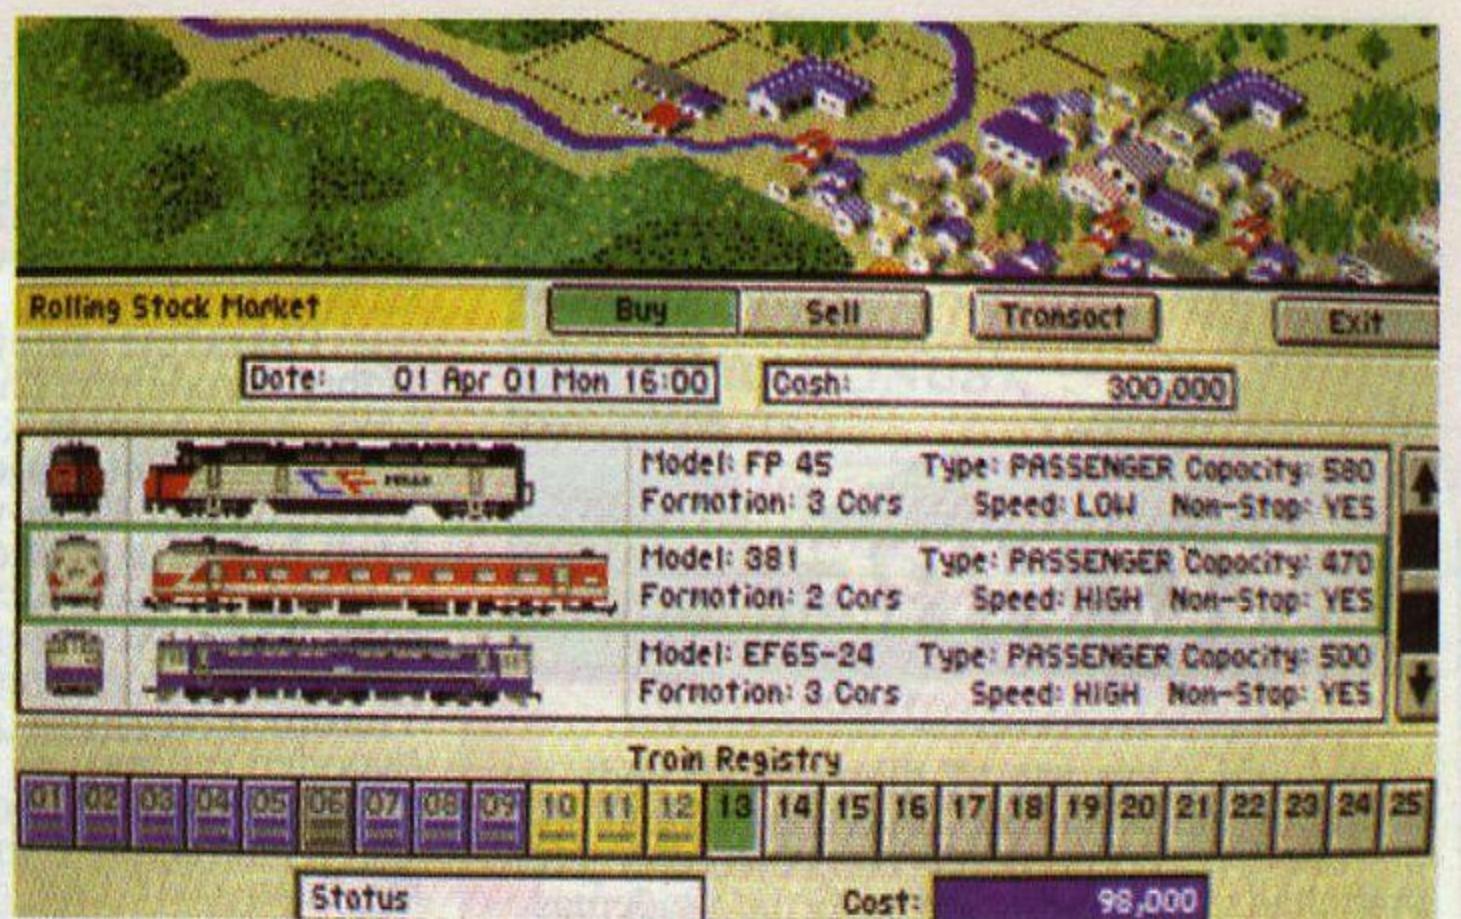 Rolling Stock Market
Buy
Sell
Transact
Exit
Date: 01 Apr 01 Mon 16:00
Cash: 300,000
Model: FP 45 Type: PASSENGER Capacity: 580
Formation: 3 Cars Speed: LOW Non-Stop: YES
Model: 381 Type: PASSENGER Capacity: 470
Formation: 2 Cars Speed: HIGH Non-Stop: YES
Model: EF65-24 Type: PASSENGER Capacity: 500
Formation: 3 Cars Speed: HIGH Non-Stop: YES
Train Registry
01 02 03 04 05 06 07 08 09 10 11 12 13 14 15 16 17 18 19 20 21 22 23 24 25
Status
Cost: 98,000